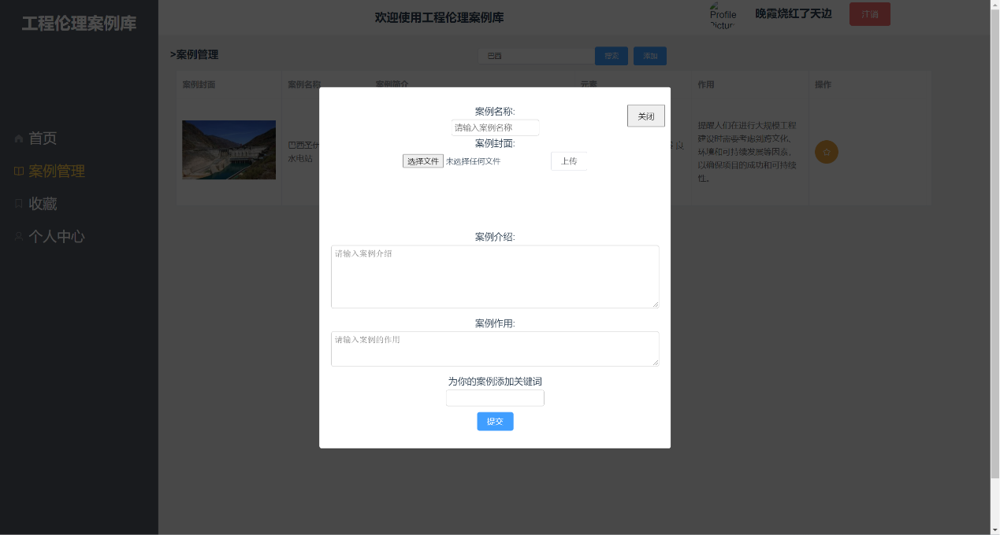 工程伦理案例库
欢迎使用工程伦理案例库
Profile
Pictur
晚霞烧红了天边
注销
首页
案例管理
收藏
个人中心
>案例管理
巴西
搜索
添加
案例封面
案例名称
案例简介
元素
作用
操作
水电站
提醒人们在进行大规模工程
建设时需要考虑到跨文化、
环境和可持续发展等因素,
以确保项目的成功和可持续
性。
案例名称:
关闭
请输入案例名称
案例封面:
选择文件 未选择任何文件
上传
案例介绍:
请输入案例介绍
案例作用:
请输入案例的作用
为你的案例添加关键词
提交